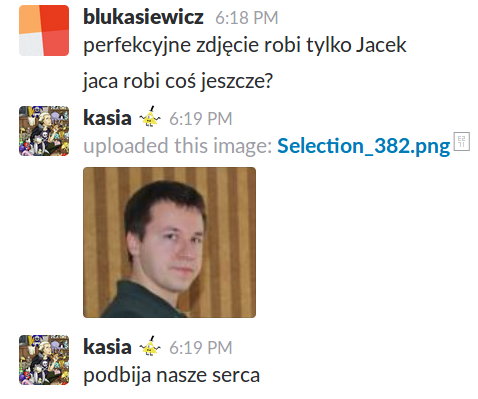 blukasiewicz 6:18 PM
perfekcyjne zdjęcie robi tylko Jacek
jaca robi coś jeszcze?
kasia 6:19 PM
uploaded this image: Selection_382.png
kasia 6:19 PM
podbija nasze serca